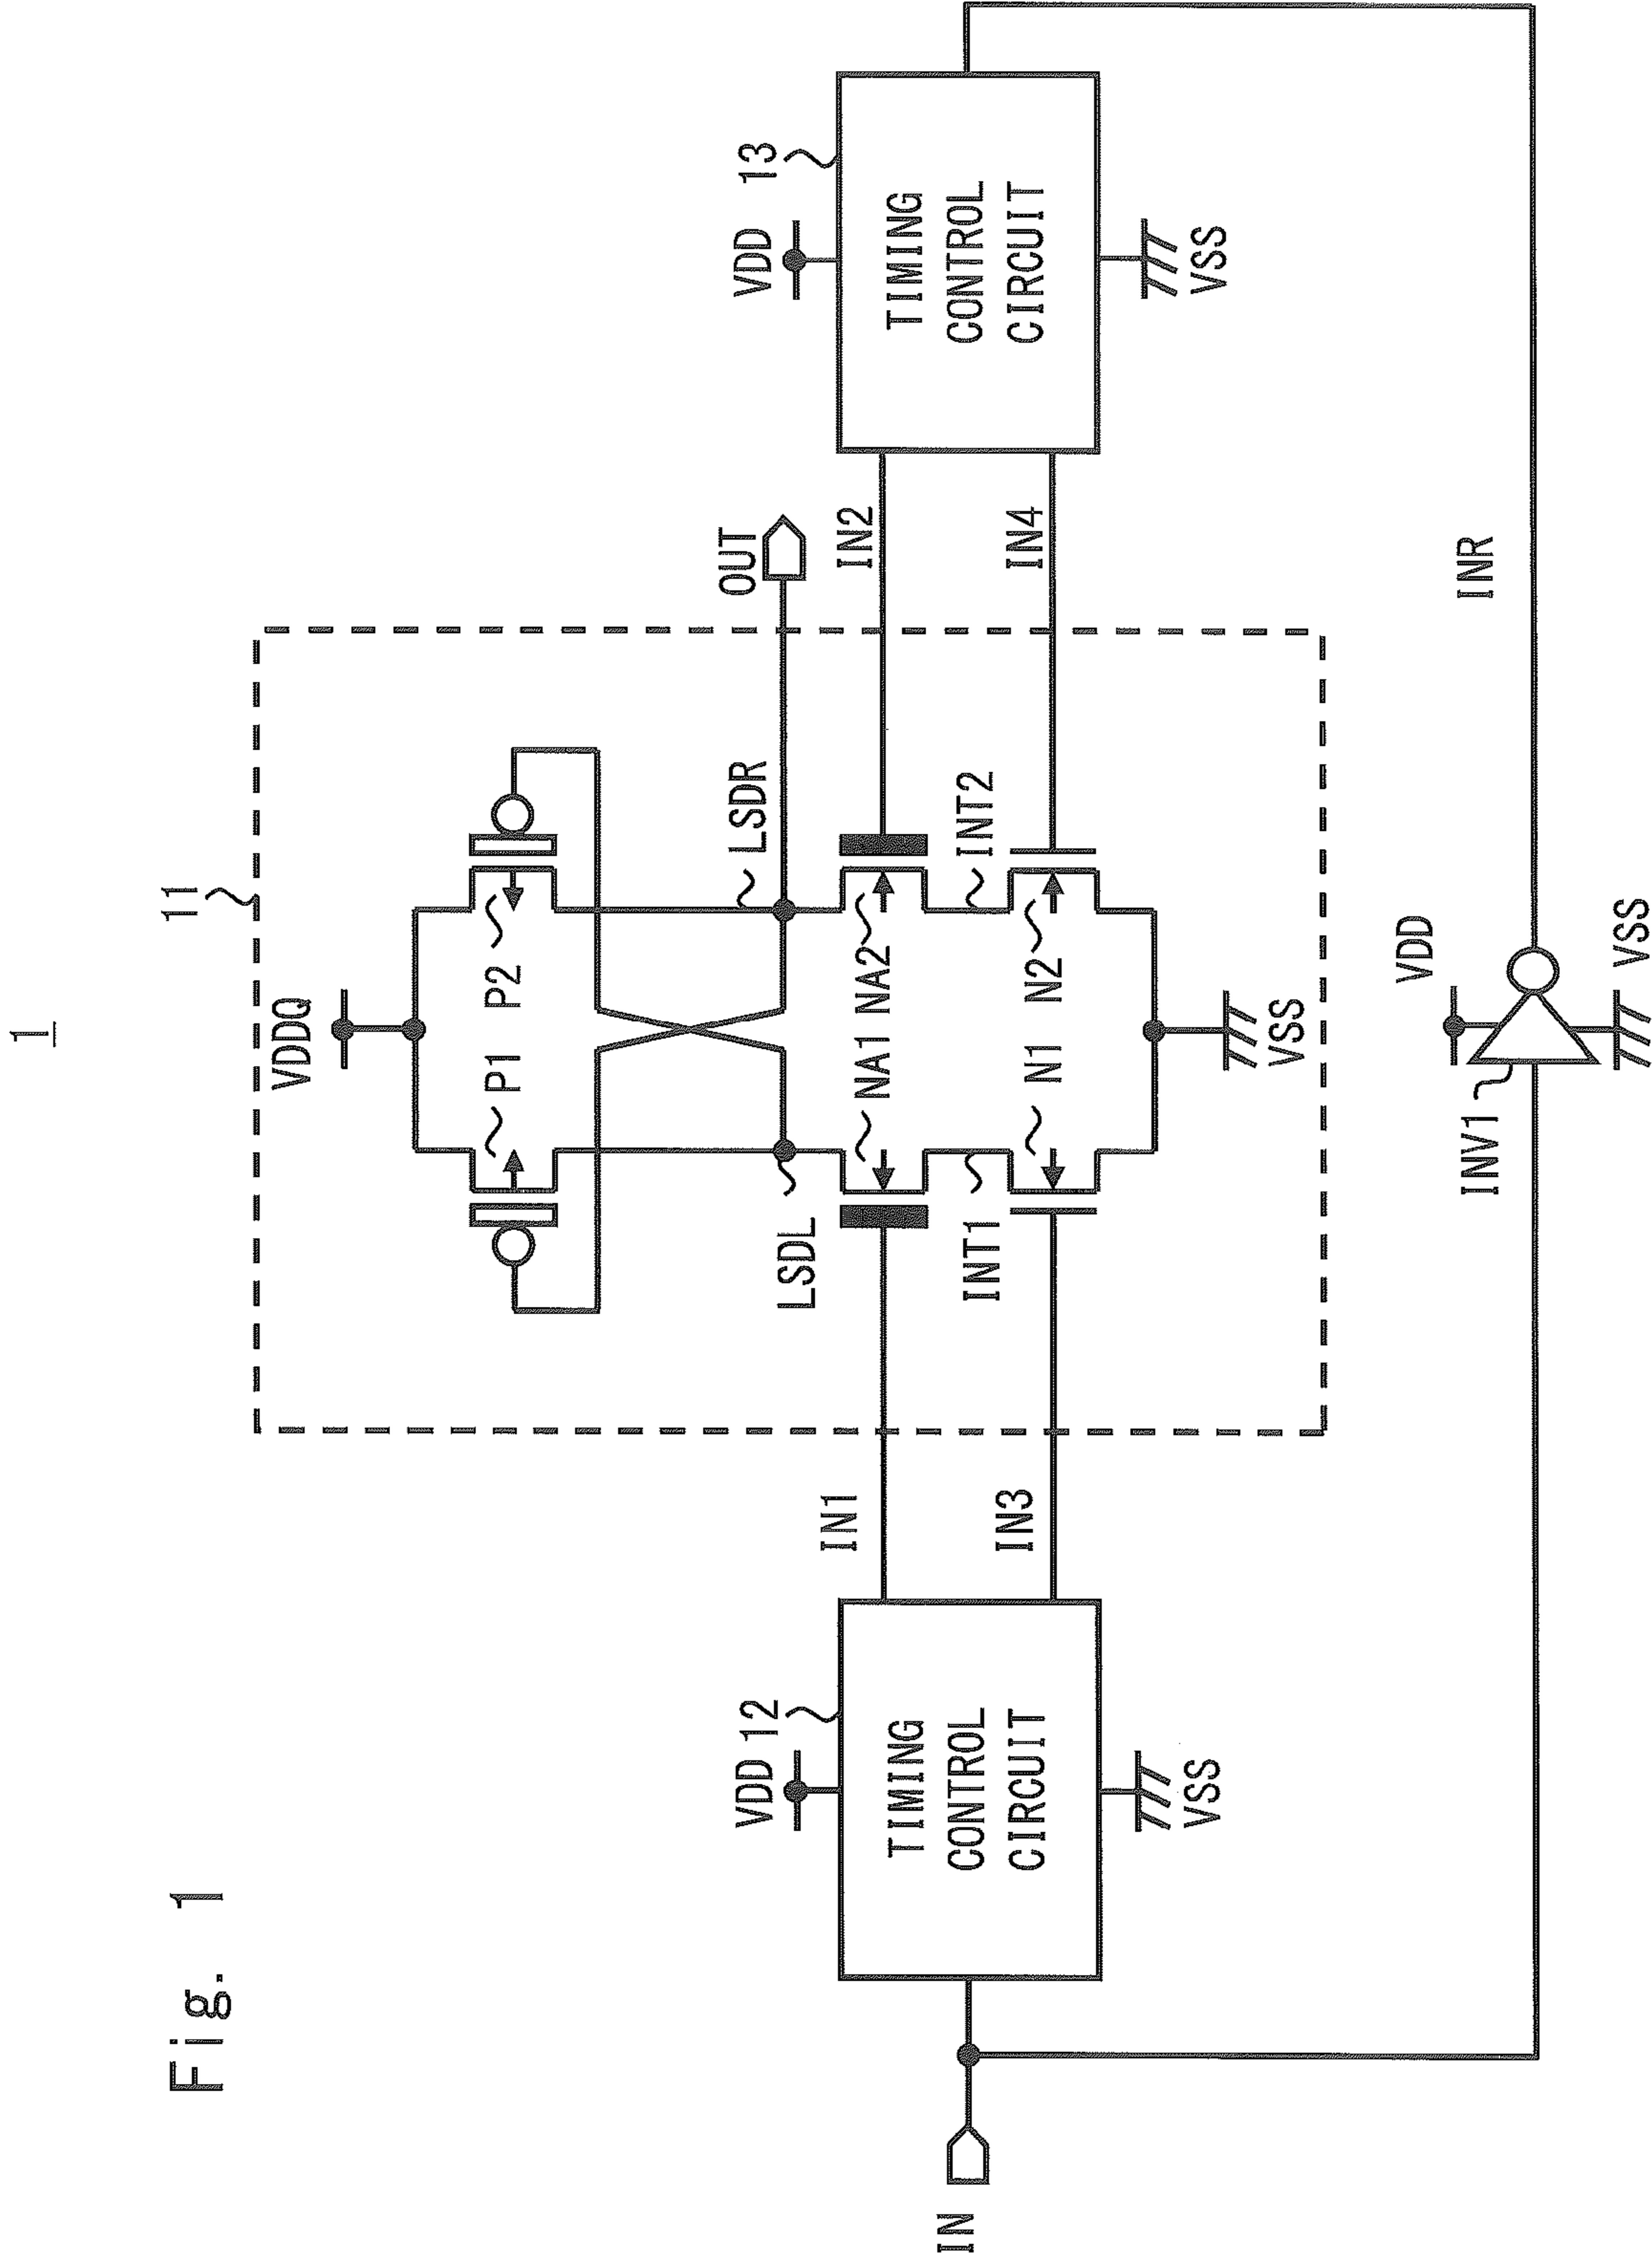 Fig. 1
1
11
VDDQ
P1
P2
LSDL
LSDR
OUT
NA1
NA2
INT1
INT2
N1
N2
VSS
IN
VDD
12
TIMING
CONTROL
CIRCUIT
VSS
IN1
IN3
IN2
IN4
VDD
13
TIMING
CONTROL
CIRCUIT
VSS
INV1
VDD
VSS
INR